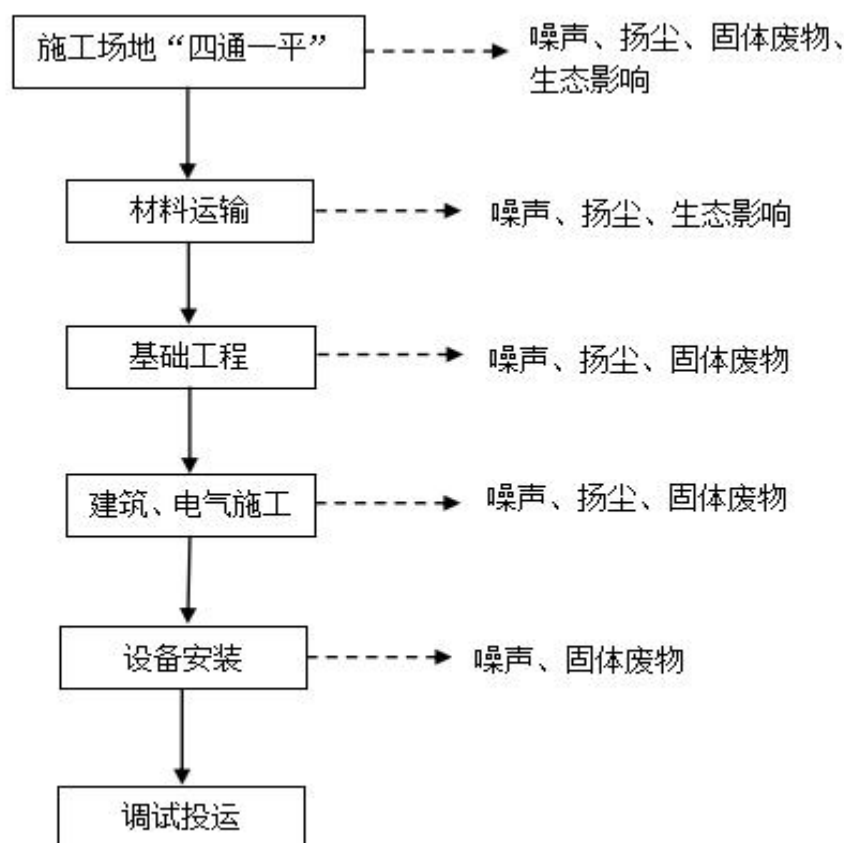 施工场地“四通一平”
噪声、扬尘、固体废物、
生态影响
材料运输
噪声、扬尘、生态影响
基础工程
噪声、扬尘、固体废物
建筑、电气施工
噪声、扬尘、固体废物
设备安装
噪声、固体废物
调试投运